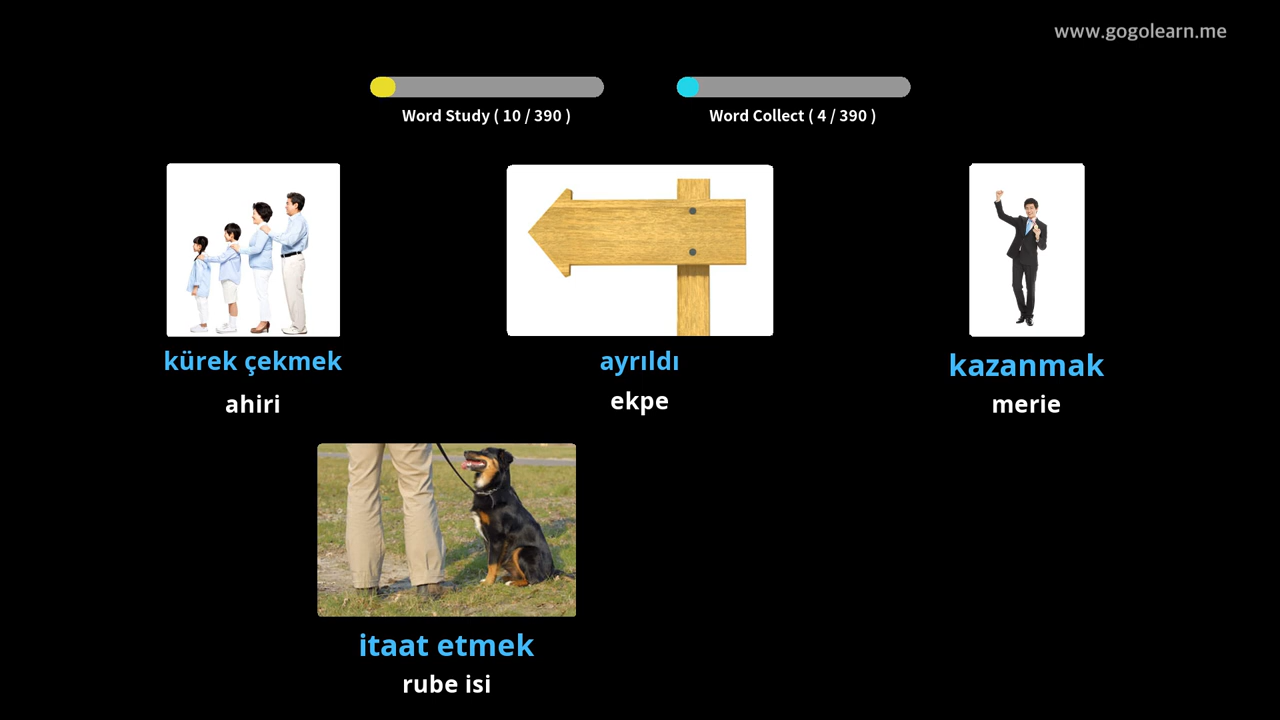 www.gogolearn.me
Word Study ( 10 / 390 )
Word Collect ( 4 / 390 )
kürek çekmek
ahiri
ayrıldı
ekpe
kazanmak
merie
itaat etmek
rube isi